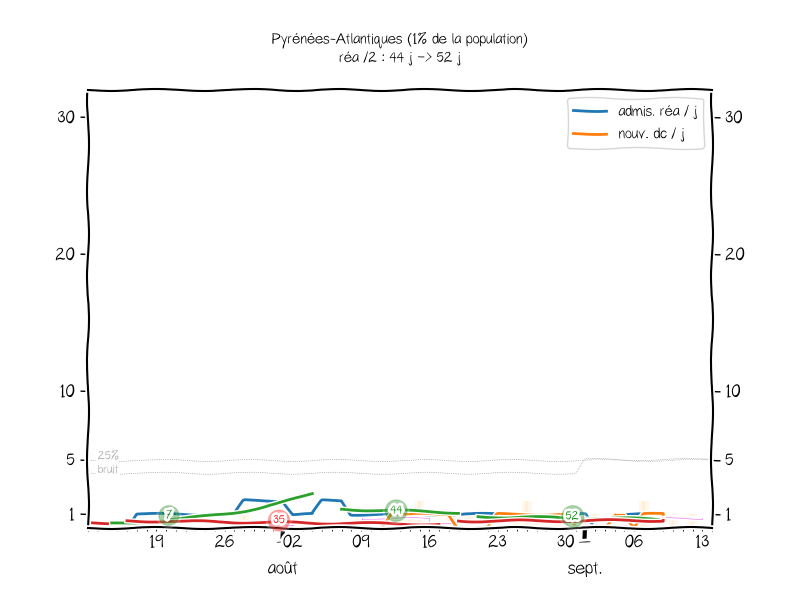 Pyrénées-Atlantiques (1% de la population)
réa /2 : 44 j -> 52 j
admis. réa / j
nouv. dc / j
30 30
20 20
10 10
5 5
1 1
25%
bruit
7 35 44 52
19 26 02 09 16 23 30 06 13
août sept.